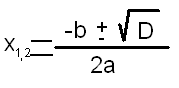 x₁,₂ = (-b ± √D) / 2a